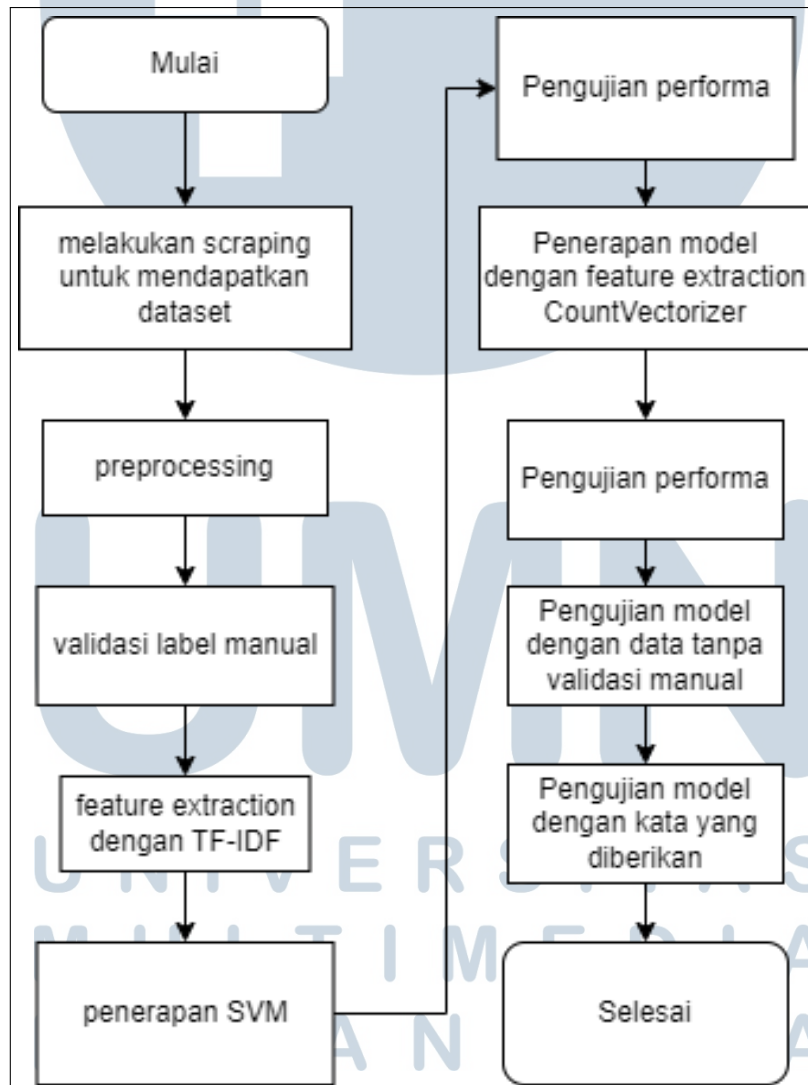 Mulai
melakukan scraping
untuk mendapatkan
dataset
preprocessing
validasi label manual
feature extraction
dengan TF-IDF
penerapan SVM
Pengujian performa
Penerapan model
dengan feature extraction
CountVectorizer
Pengujian performa
Pengujian model
dengan data tanpa
validasi manual
Pengujian model
dengan kata yang
diberikan
Selesai
UMN
UNIVERSITAS